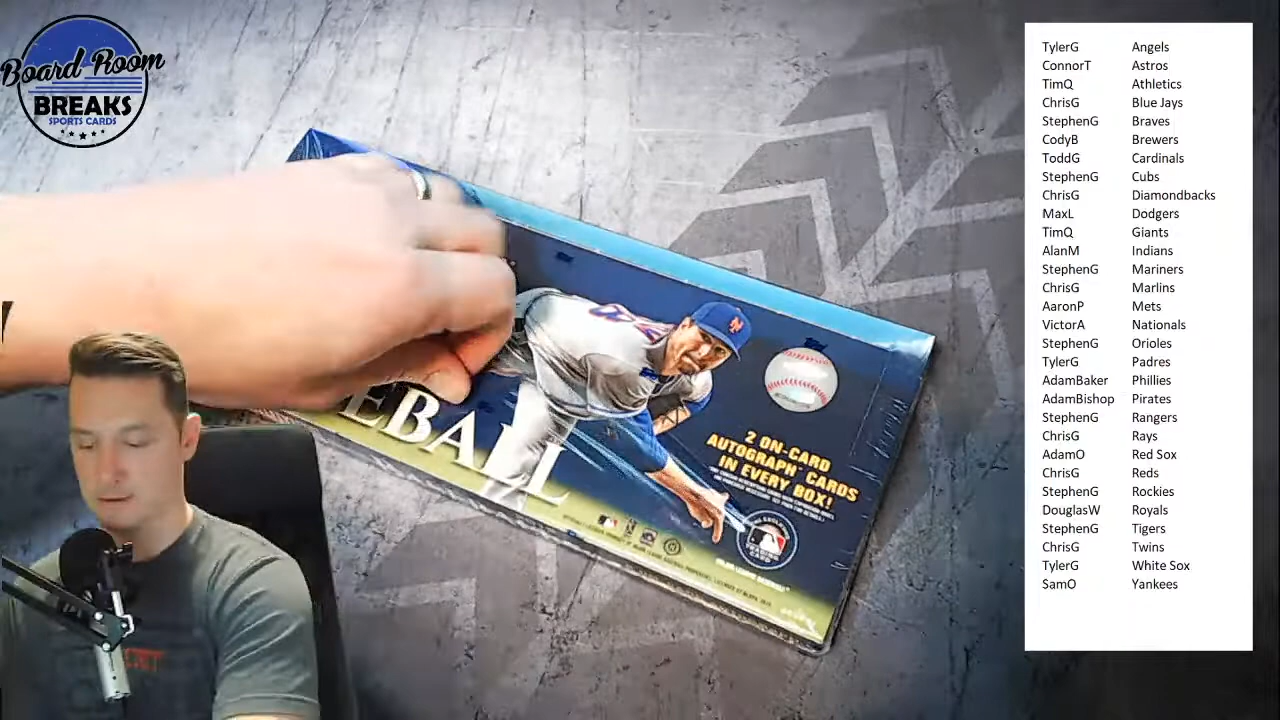 Board Room
BREAKS
SPORTS CARDS
EBALL
2 ON-CARD
AUTOGRAPH CARDS
IN EVERY BOX!
TylerG Angels
ConnorT Astros
TimQ Athletics
ChrisG Blue Jays
StephenG Braves
CodyB Brewers
ToddG Cardinals
StephenG Cubs
ChrisG Diamondbacks
MaxL Dodgers
TimQ Giants
AlanM Indians
StephenG Mariners
ChrisG Marlins
AaronP Mets
VictorA Nationals
StephenG Orioles
TylerG Padres
AdamBaker Phillies
AdamBishop Pirates
StephenG Rangers
ChrisG Rays
AdamO Red Sox
ChrisG Reds
StephenG Rockies
DouglasW Royals
StephenG Tigers
ChrisG Twins
TylerG White Sox
SamO Yankees